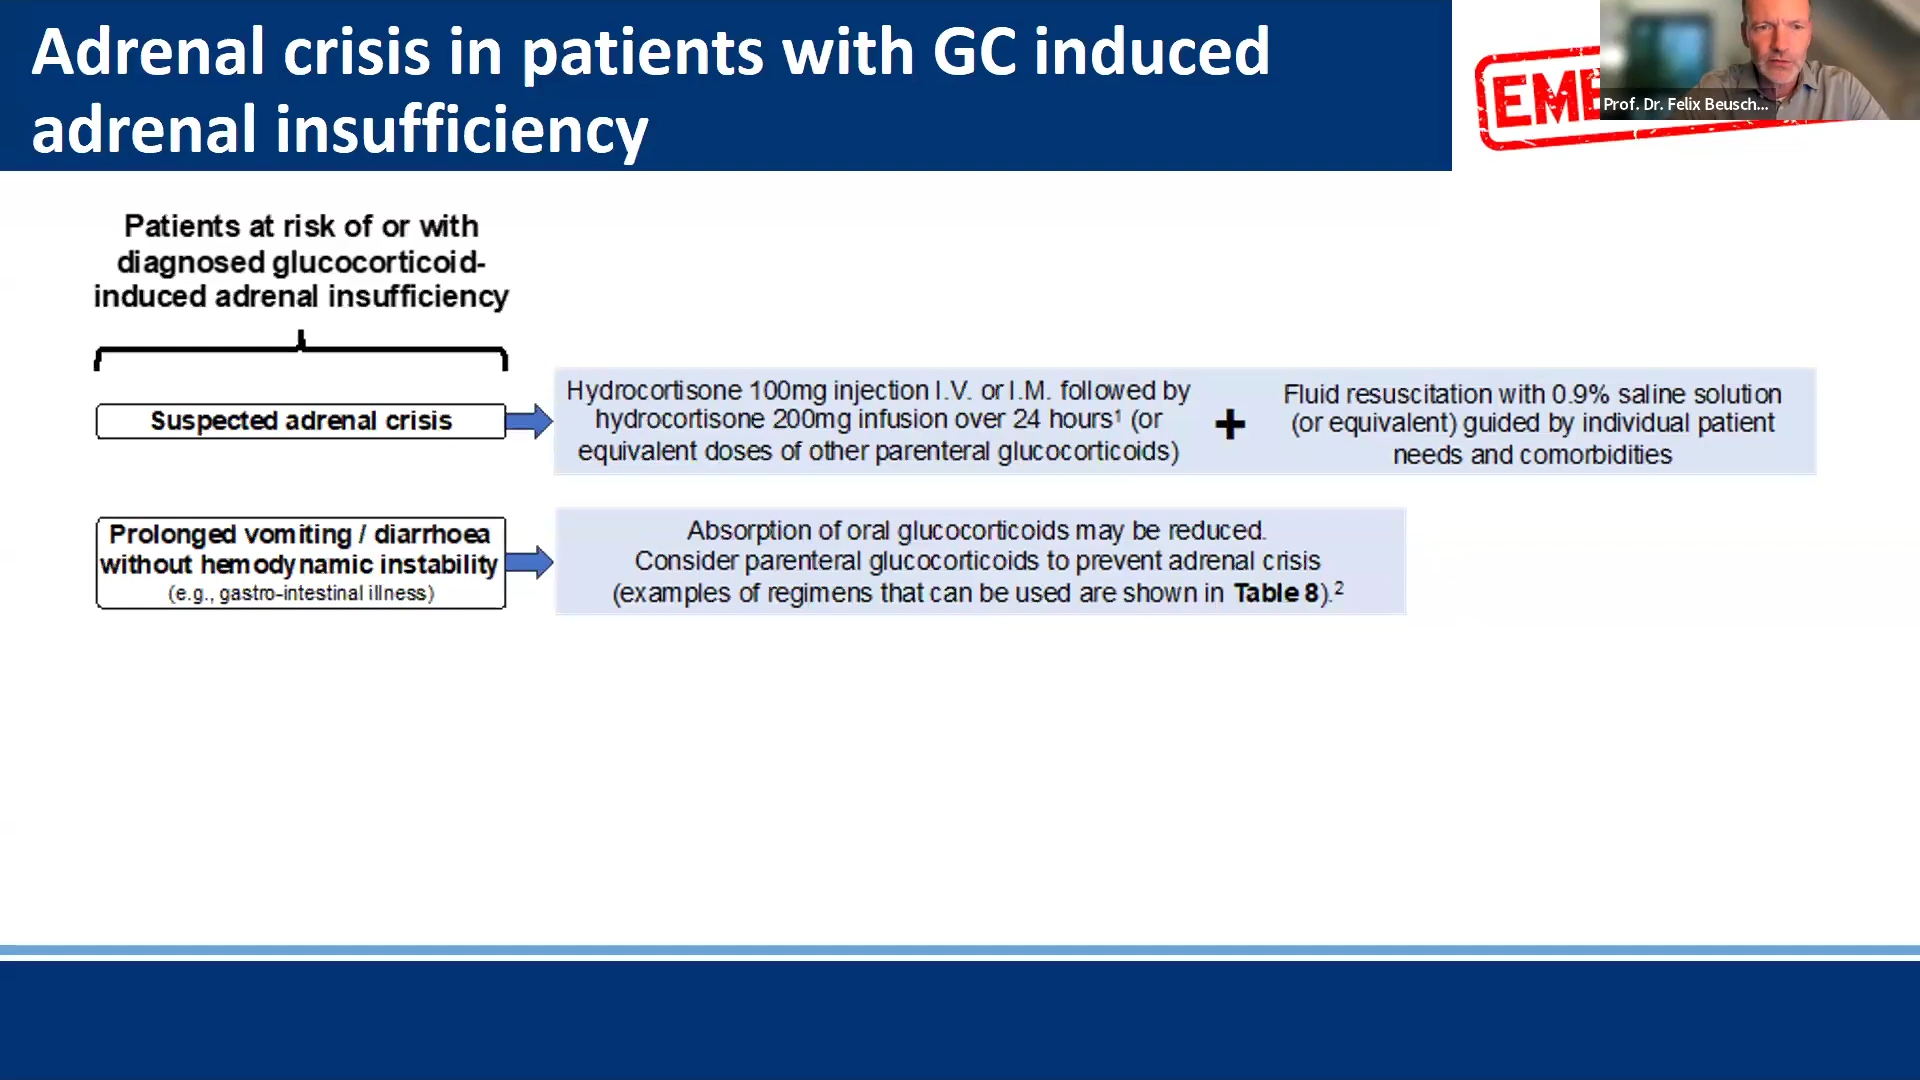 Adrenal crisis in patients with GC induced
adrenal insufficiency
EME
Prof. Dr. Felix Beusch...
Patients at risk of or with
diagnosed glucocorticoid-
induced adrenal insufficiency
Suspected adrenal crisis
Hydrocortisone 100mg injection I.V. or I.M. followed by
hydrocortisone 200mg infusion over 24 hours¹ (or
equivalent doses of other parenteral glucocorticoids)
+
Fluid resuscitation with 0.9% saline solution
(or equivalent) guided by individual patient
needs and comorbidities
Prolonged vomiting / diarrhoea
without hemodynamic instability
(e.g., gastro-intestinal illness)
Absorption of oral glucocorticoids may be reduced.
Consider parenteral glucocorticoids to prevent adrenal crisis
(examples of regimens that can be used are shown in Table 8).²